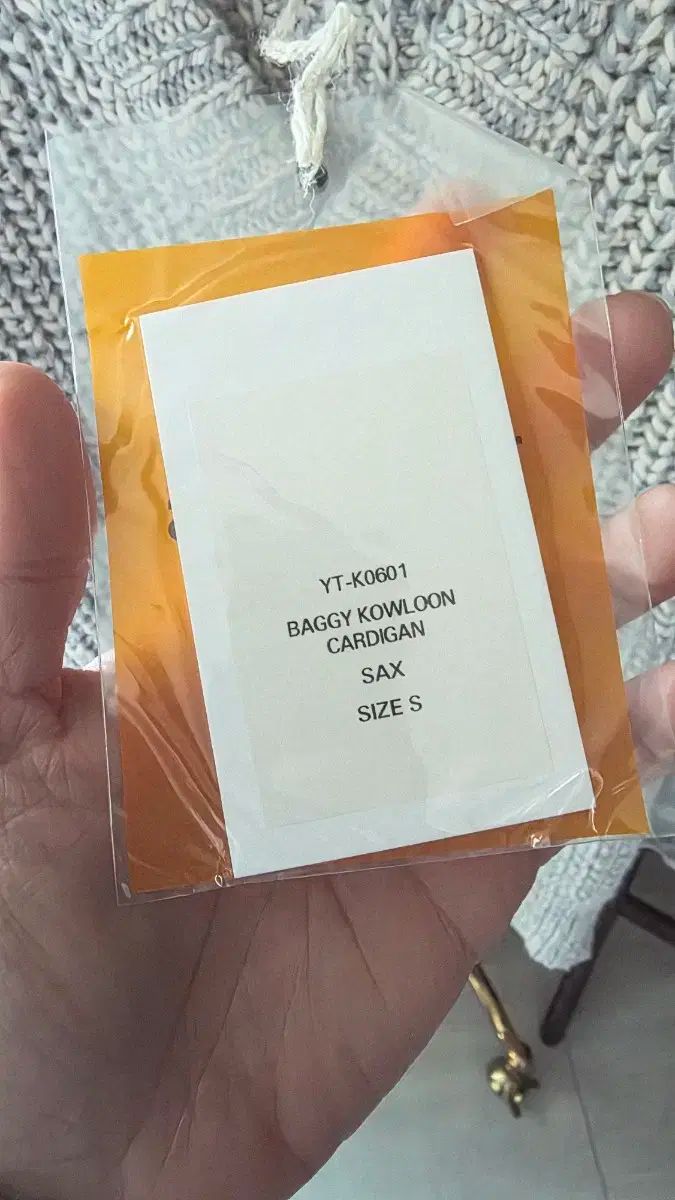 YT-K0601
BAGGY KOWLOON
CARDIGAN
SAX
SIZE S